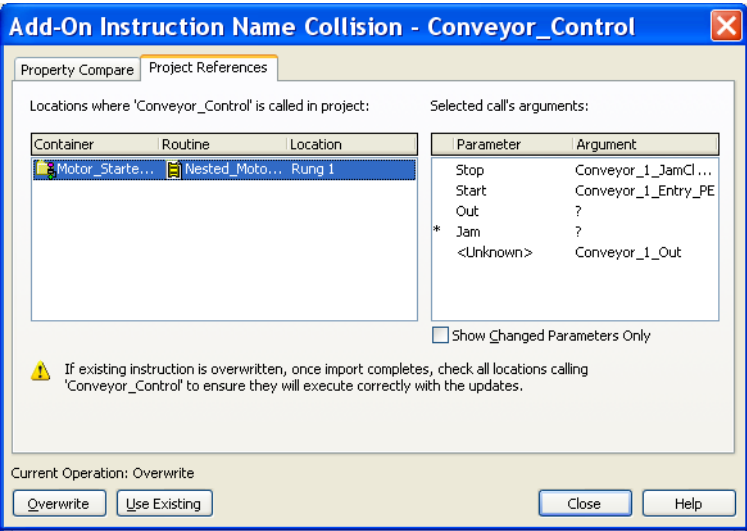 Add-On Instruction Name Collision - Conveyor_Control
Property Compare Project References
Locations where 'Conveyor_Control' is called in project: Selected call's arguments:
Container Routine Location Parameter Argument
Motor_Starte... Nested_Moto... Rung 1 Stop Conveyor_1_JamCl...
Start Conveyor_1_Entry_PE
Out ?
* Jam ?
<Unknown> Conveyor_1_Out
Show Changed Parameters Only
If existing instruction is overwritten, once import completes, check all locations calling
'Conveyor_Control' to ensure they will execute correctly with the updates.
Current Operation: Overwrite
Overwrite Use Existing Close Help